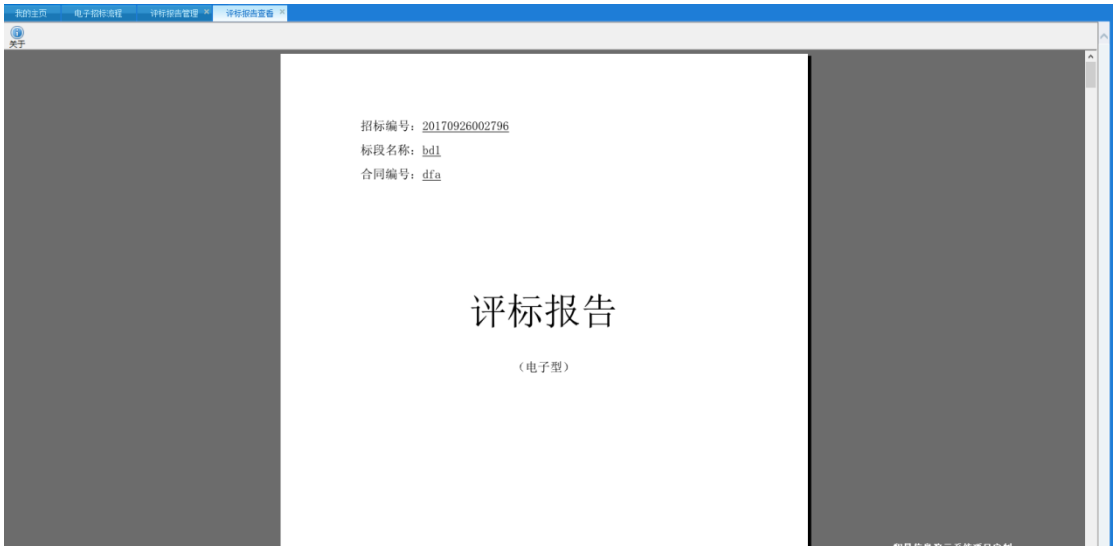 我的主页 电子招标流程 评标报告管理 × 评标报告查看 ×
关于
招标编号：20170926002796
标段名称：bd1
合同编号：dfa
评标报告
（电子型）